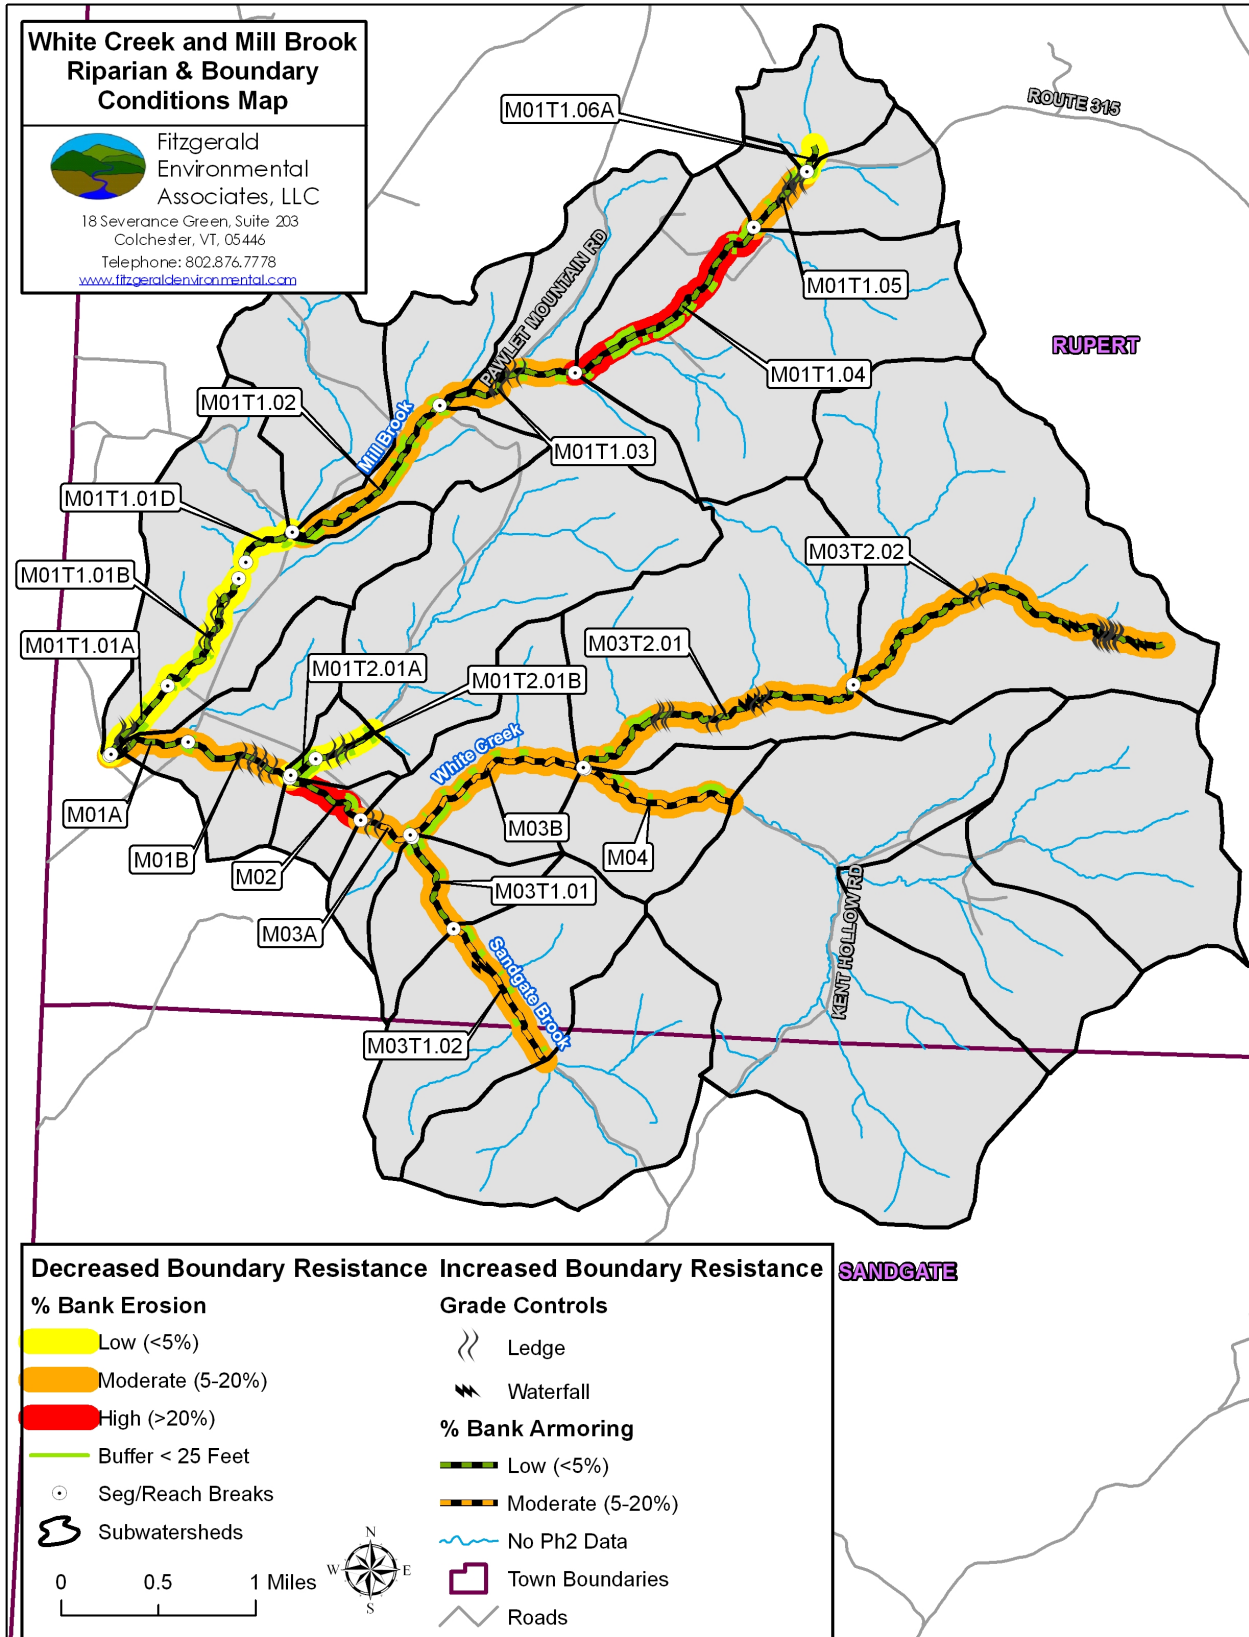 White Creek and Mill Brook
Riparian & Boundary
Conditions Map
Fitzgerald
Environmental
Associates, LLC
18 Severance Green, Suite 203
Colchester, VT, 05446
Telephone: 802.876.7778
www.fitzgeraldenvironmental.com
M01T1.06A
ROUTE 315
PAWLET MOUNTAIN RD
M01T1.05
RUPERT
M01T1.04
M01T1.02
Mill Brook
M01T1.03
M01T1.01D
M03T2.02
M01T1.01B
M01T1.01A
M03T2.01
M01T2.01A
M01T2.01B
White Creek
M01A
M03B
M01B
M04
M02
KENT HOLLOW RD
M03T1.01
M03A
Sandgate Brook
M03T1.02
SANDGATE
Decreased Boundary Resistance
% Bank Erosion
Low (<5%)
Moderate (5-20%)
High (>20%)
Buffer < 25 Feet
Seg/Reach Breaks
Subwatersheds
0 0.5 1 Miles
N
W E
S
Increased Boundary Resistance
Grade Controls
Ledge
Waterfall
% Bank Armoring
Low (<5%)
Moderate (5-20%)
No Ph2 Data
Town Boundaries
Roads